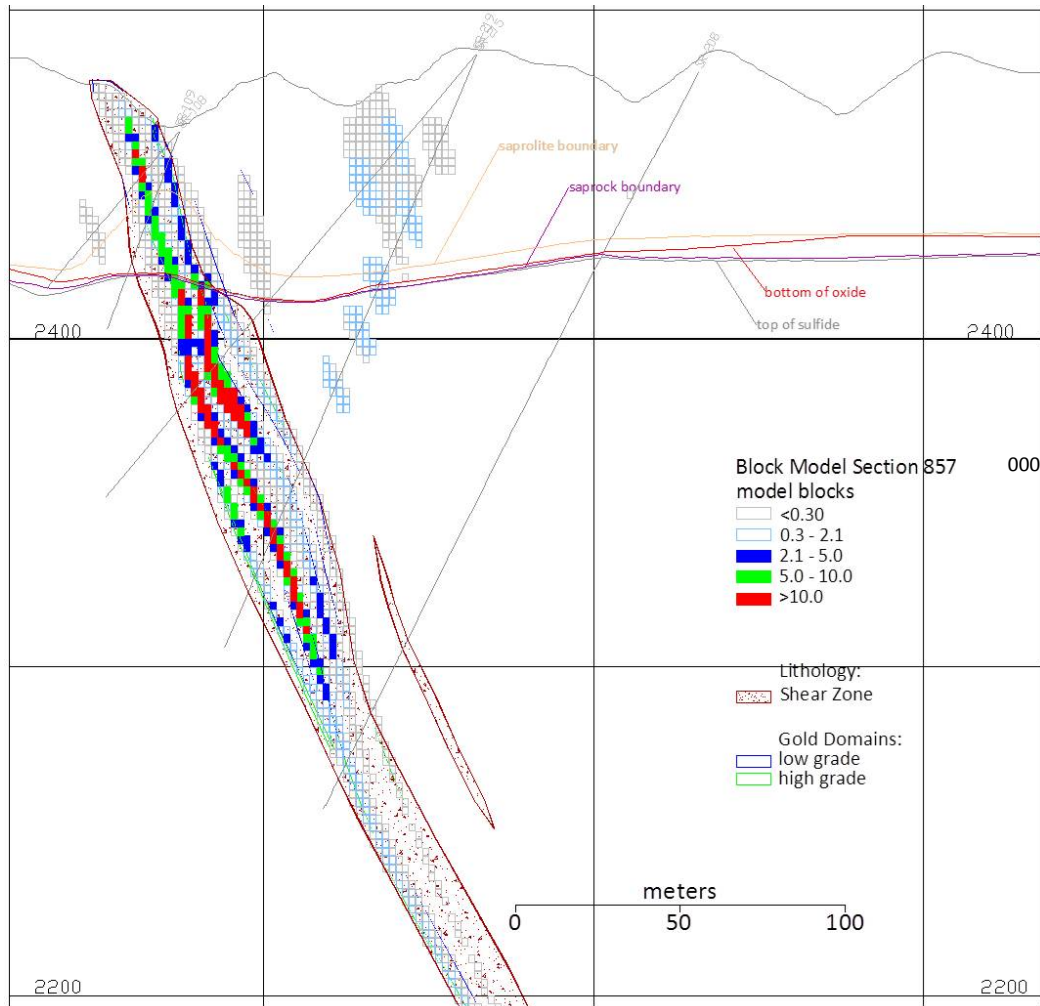 SR-208
saprolite boundary
saprock boundary
bottom of oxide
top of sulfide
2400
2400
Block Model Section 857
000
model blocks
<0.30
0.3 - 2.1
2.1 - 5.0
5.0 - 10.0
>10.0
Lithology:
Shear Zone
Gold Domains:
low grade
high grade
meters
0
50
100
2200
2200